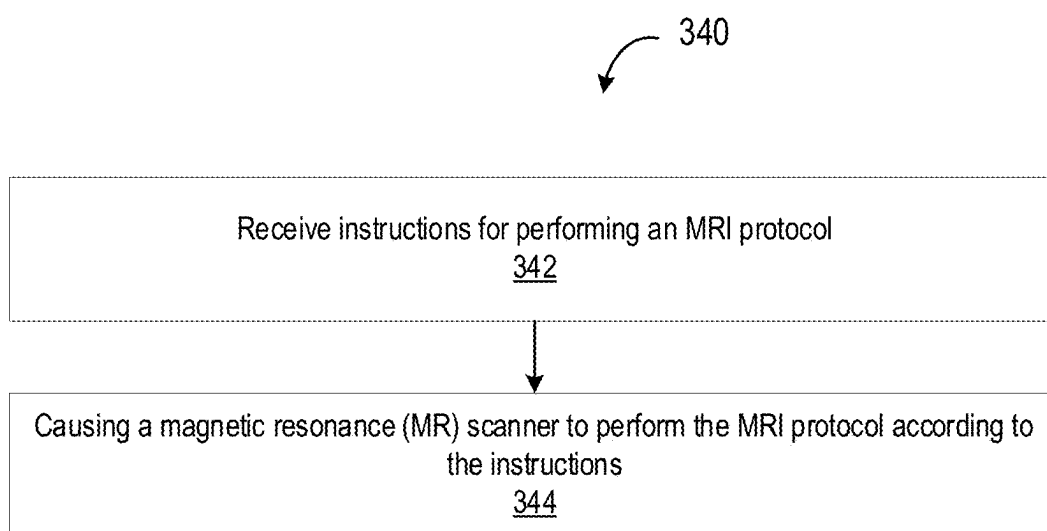 340
Receive instructions for performing an MRI protocol
342
Causing a magnetic resonance (MR) scanner to perform the MRI protocol according to
the instructions
344